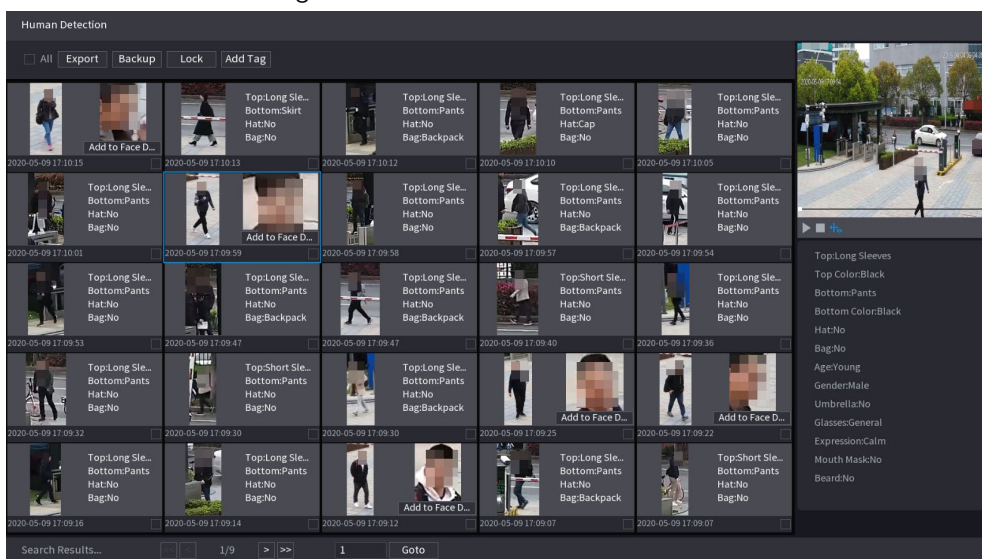 Human Detection
All Export Backup Lock Add Tag
Add to Face D...
2020-05-09 17:10:15
Top:Long Sle...
Bottom:Skirt
Hat:No
Bag:No
2020-05-09 17:10:13
Top:Long Sle...
Bottom:Pants
Hat:No
Bag:Backpack
2020-05-09 17:10:12
Top:Long Sle...
Bottom:Pants
Hat:Cap
Bag:No
2020-05-09 17:10:10
Top:Long Sle...
Bottom:Pants
Hat:No
Bag:No
2020-05-09 17:10:05
Top:Long Sle...
Bottom:Pants
Hat:No
Bag:No
2020-05-09 17:10:01
Add to Face D...
2020-05-09 17:09:59
Top:Long Sle...
Bottom:Pants
Hat:No
Bag:No
2020-05-09 17:09:58
Top:Long Sle...
Bottom:Pants
Hat:No
Bag:Backpack
2020-05-09 17:09:57
Top:Long Sle...
Bottom:Pants
Hat:No
Bag:No
2020-05-09 17:09:54
Top:Long Sle...
Bottom:Pants
Hat:No
Bag:No
2020-05-09 17:09:53
Top:Long Sle...
Bottom:Pants
Hat:No
Bag:Backpack
2020-05-09 17:09:47
Top:Long Sle...
Bottom:Pants
Hat:No
Bag:Backpack
2020-05-09 17:09:47
Top:Short Sle...
Bottom:Pants
Hat:No
Bag:No
2020-05-09 17:09:40
Top:Long Sle...
Bottom:Pants
Hat:No
Bag:No
2020-05-09 17:09:36
Top:Long Sle...
Bottom:Pants
Hat:No
Bag:No
2020-05-09 17:09:32
Top:Short Sle...
Bottom:Pants
Hat:No
Bag:No
2020-05-09 17:09:30
Top:Long Sle...
Bottom:Pants
Hat:No
Bag:Backpack
2020-05-09 17:09:30
Add to Face D...
2020-05-09 17:09:25
Add to Face D...
2020-05-09 17:09:22
Top:Long Sle...
Bottom:Pants
Hat:No
Bag:No
2020-05-09 17:09:16
Top:Long Sle...
Bottom:Pants
Hat:No
Bag:No
2020-05-09 17:09:14
Add to Face D...
2020-05-09 17:09:12
Top:Long Sle...
Bottom:Pants
Hat:No
Bag:Backpack
2020-05-09 17:09:07
Top:Short Sle...
Bottom:Pants
Hat:No
Bag:No
2020-05-09 17:09:07
Top:Long Sleeves
Top Color:Black
Bottom:Pants
Bottom Color:Black
Hat:No
Bag:No
Age:Young
Gender:Male
Umbrella:No
Glasses:General
Expression:Calm
Mouth Mask:No
Beard:No
Search Results... << < 1/9 > >> 1 Goto